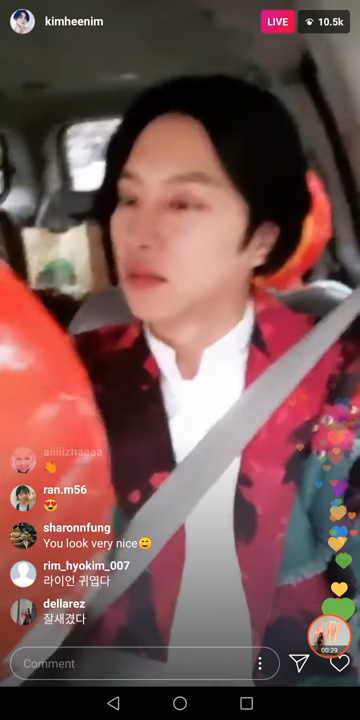 kimheenim
LIVE
10.5k
aiiiiizhaaaa
👋
ran.m56
😍
sharonnfung
You look very nice😊
rim_hyokim_007
라이언 귀엽다
dellarez
잘새겼다
00:29
Comment